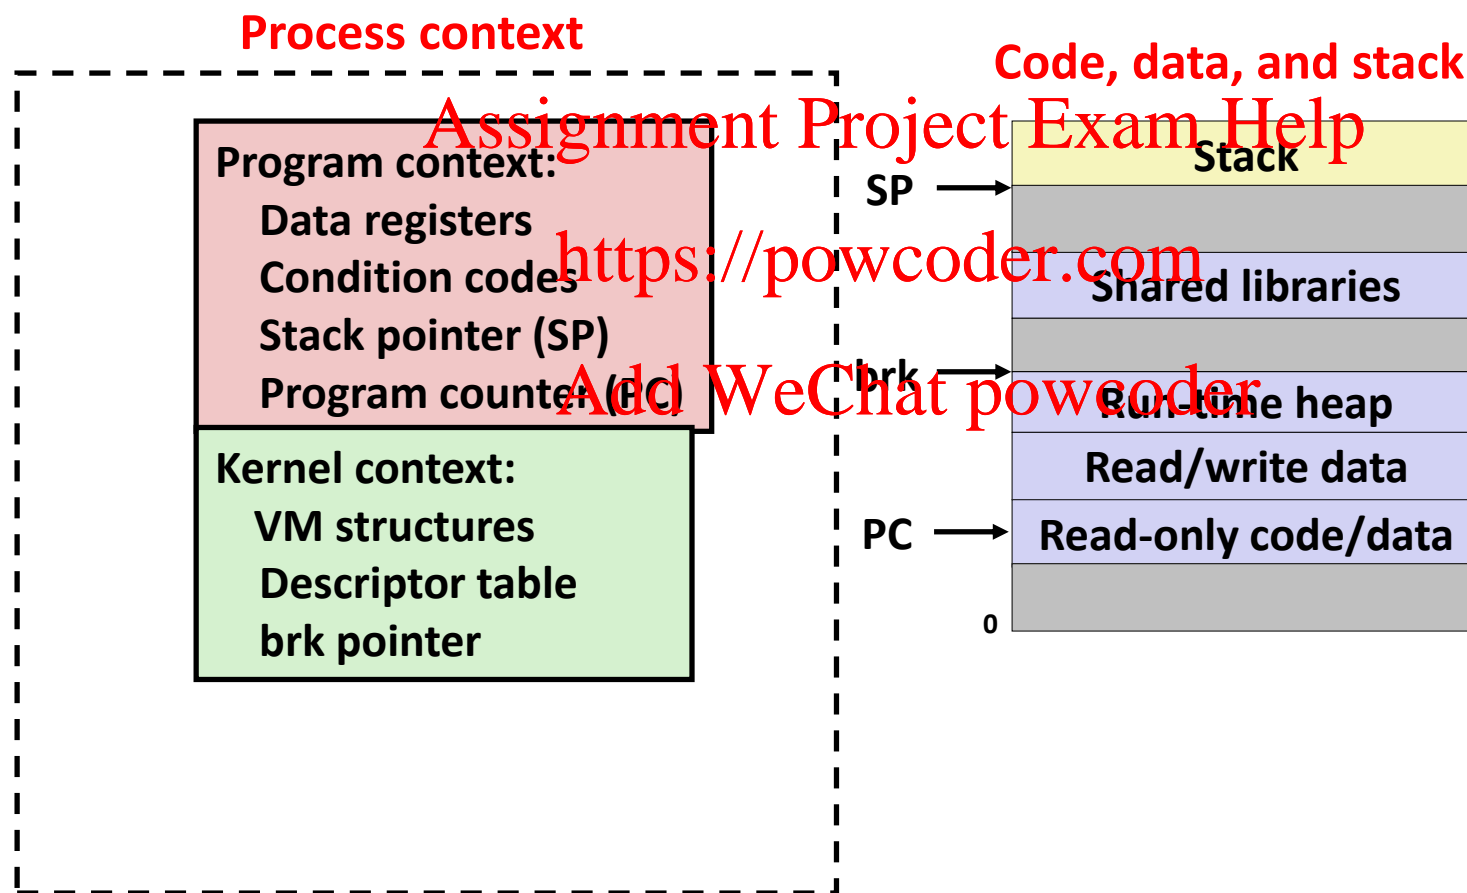 Process context
Code, data, and stack
Assignment Project Exam Help
Program context:
Stack
Data registers
SP
https://powcoder.com
Condition codes
Shared libraries
Stack pointer (SP)
brk
Add WeChat powcoder
Program counter (PC)
Run-time heap
Kernel context:
Read/write data
VM structures
PC
Read-only code/data
Descriptor table
0
brk pointer